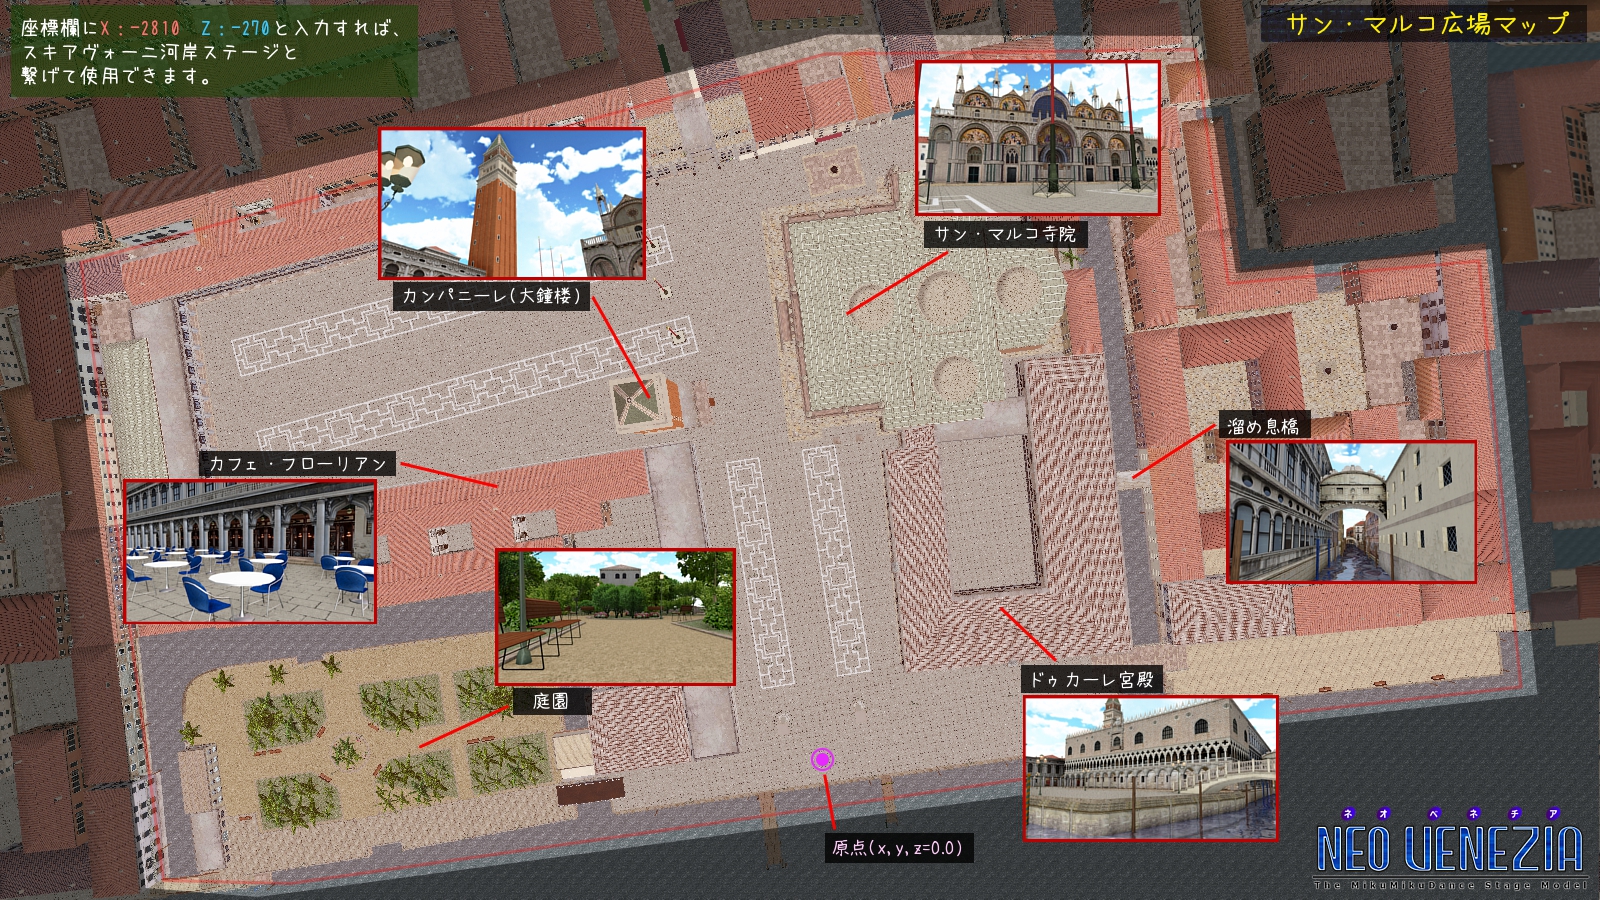 座標欄にX：-2810　Z：-270と入力すれば、
スキアヴォーニ河岸ステージと
繋げて使用できます。
サン・マルコ広場マップ
サン・マルコ寺院
カンパニーレ(大鐘楼)
溜め息橋
カフェ・フローリアン
ドゥカーレ宮殿
庭園
原点(x,y,z=0.0)
ネオベネチア
NEO VENEZIA
The MikuMikuDance Stage Model